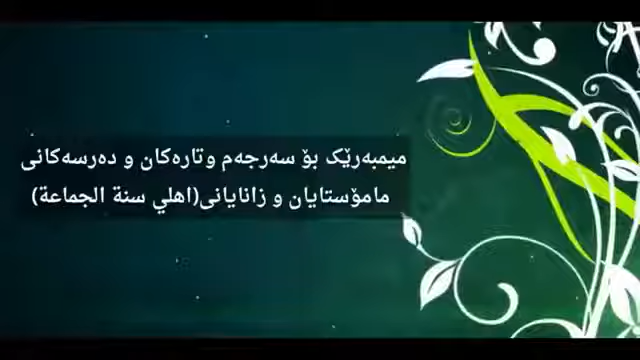 میمبەرێک بۆ سەرجەم وتارەکان و دەرسەکانی
مامۆستایان و زانایانی(اهلي سنة الجماعة)